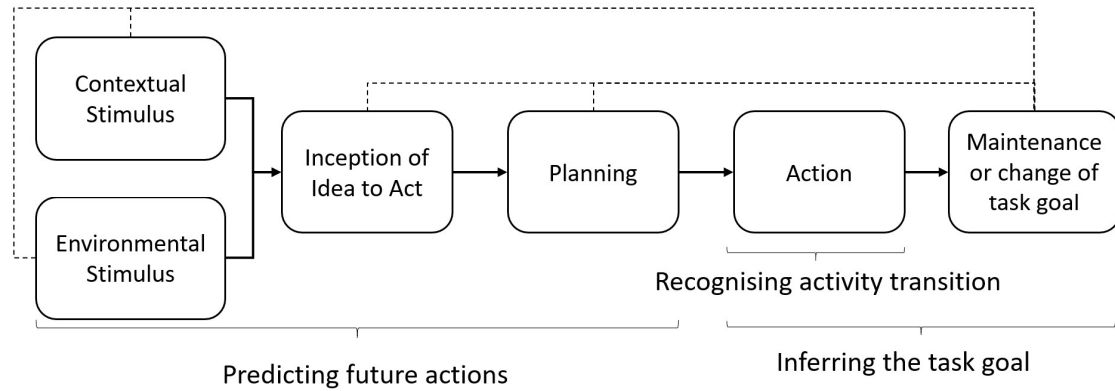 Contextual
Stimulus
Environmental
Stimulus
Inception of
Idea to Act
Planning
Action
Maintenance
or change of
task goal
Recognising activity transition
Predicting future actions
Inferring the task goal